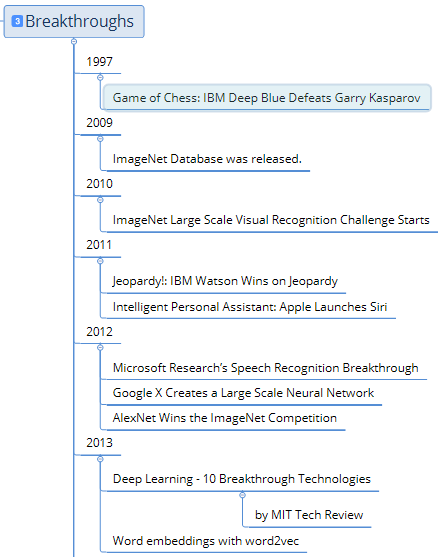 3 Breakthroughs
1997
Game of Chess: IBM Deep Blue Defeats Garry Kasparov
2009
ImageNet Database was released.
2010
ImageNet Large Scale Visual Recognition Challenge Starts
2011
Jeopardy!: IBM Watson Wins on Jeopardy
Intelligent Personal Assistant: Apple Launches Siri
2012
Microsoft Research’s Speech Recognition Breakthrough
Google X Creates a Large Scale Neural Network
AlexNet Wins the ImageNet Competition
2013
Deep Learning - 10 Breakthrough Technologies
by MIT Tech Review
Word embeddings with word2vec